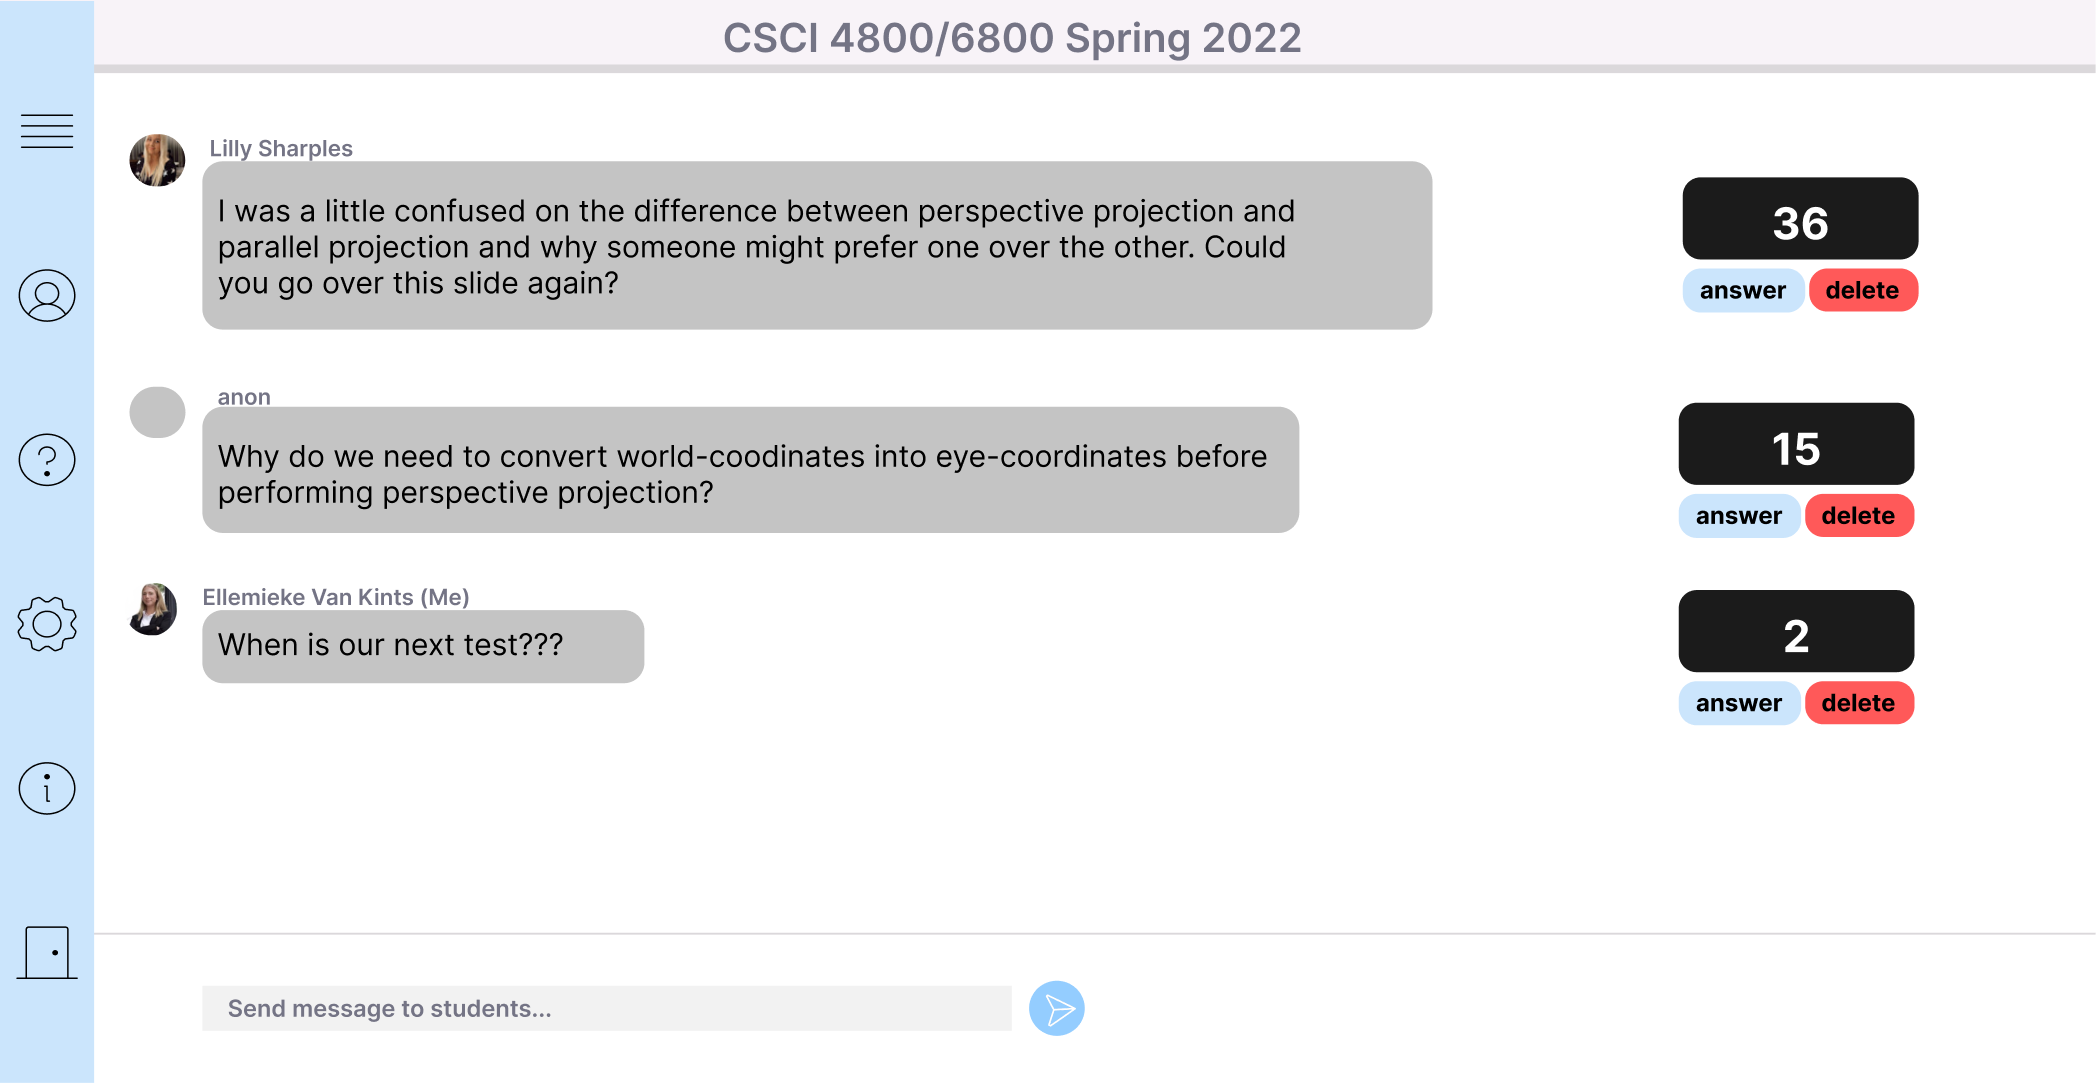 CSCI 4800/6800 Spring 2022
Lilly Sharples
I was a little confused on the difference between perspective projection and
parallel projection and why someone might prefer one over the other. Could
you go over this slide again?
36
answer delete
anon
Why do we need to convert world-coodinates into eye-coordinates before
performing perspective projection?
15
answer delete
Ellemieke Van Kints (Me)
When is our next test???
2
answer delete
Send message to students...